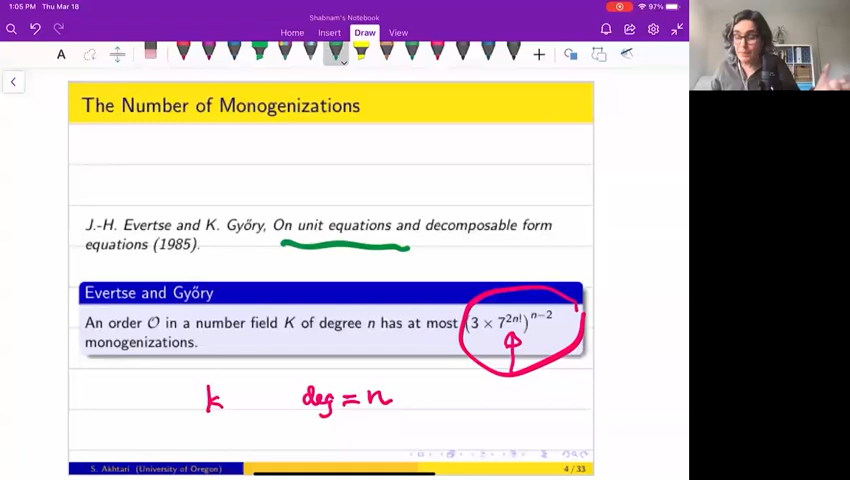 1:05 PM Thu Mar 18
97%
Shabnam's Notebook
Home Insert Draw View
A
The Number of Monogenizations
J.-H. Evertse and K. Győry, On unit equations and decomposable form
equations (1985).
Evertse and Győry
An order 𝒪 in a number field K of degree n has at most (3 × 7^{2n!})^{n−2}
monogenizations.
k deg = n
S. Akhtari (University of Oregon) 4 / 33